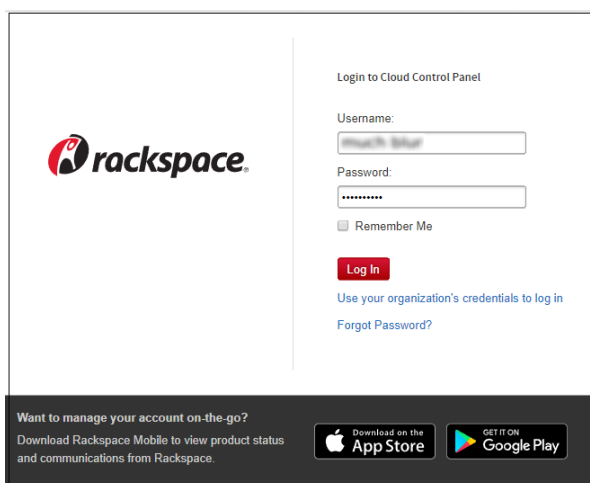 rackspace®
Login to Cloud Control Panel
Username:
much blur
Password:
••••••••••
Remember Me
Log In
Use your organization's credentials to log in
Forgot Password?
Want to manage your account on-the-go?
Download Rackspace Mobile to view product status
and communications from Rackspace.
Download on the
App Store
GET IT ON
Google Play